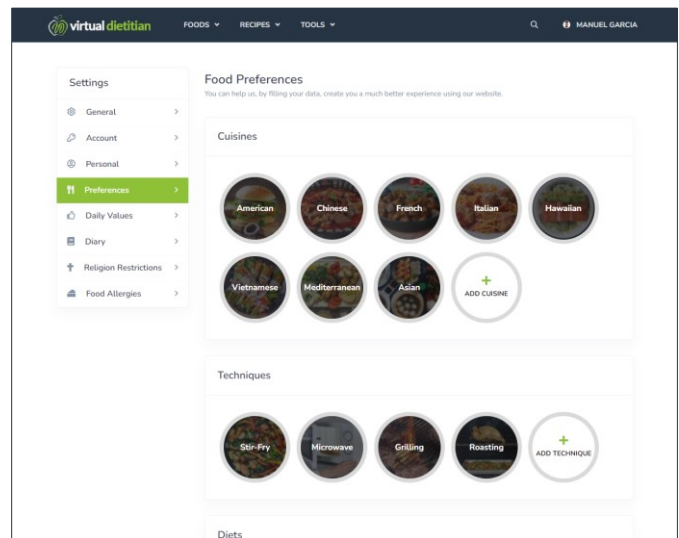 virtual dietitian FOODS RECIPES TOOLS MANUEL GARCIA
Settings
General
Account
Personal
Preferences
Daily Values
Diary
Religion Restrictions
Food Allergies
Food Preferences
You can help us, by filling your data, create you a much better experience using our website.
Cuisines
American Chinese French Italian Hawaiian
Vietnamese Mediterranean Asian ADD CUISINE
Techniques
Stir-Fry Microwave Grilling Roasting ADD TECHNIQUE
Diets